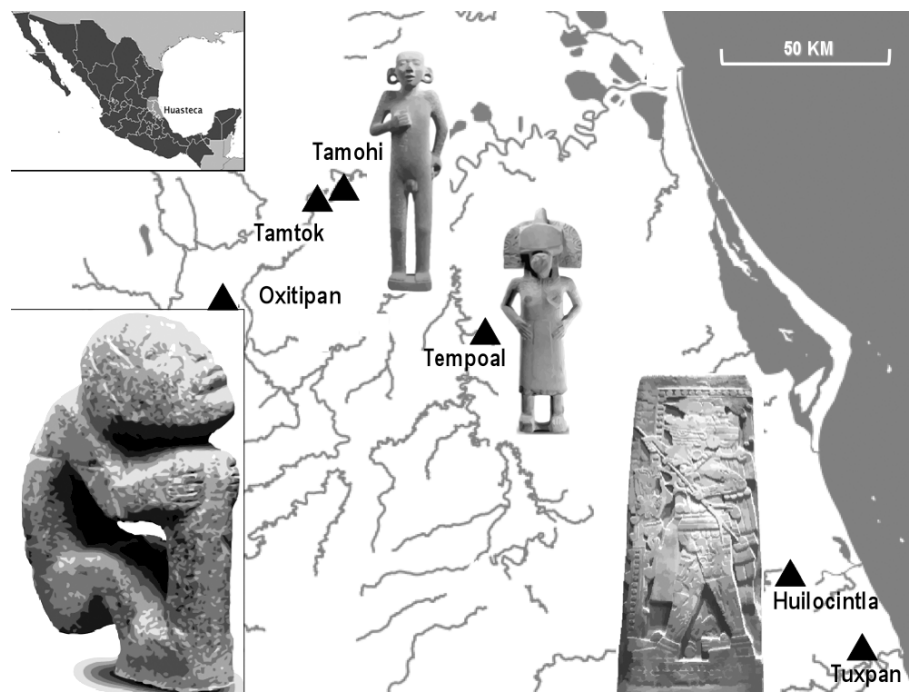 50 KM
Huasteca
Tamohi
Tamtok
Oxitipan
Tempoal
Huilocintla
Tuxpan